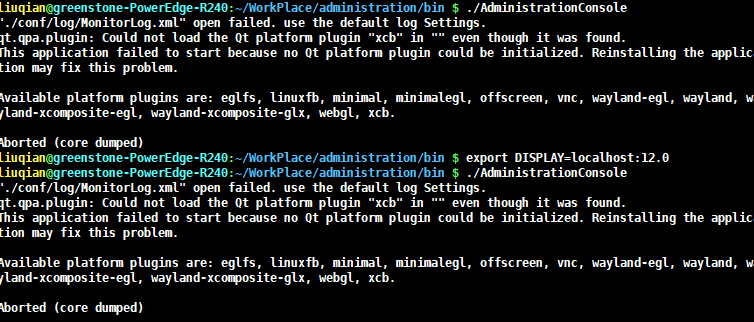 liuqian@greenstone-PowerEdge-R240:~/WorkPlace/administration/bin $ ./AdministrationConsole
"./conf/log/MonitorLog.xml" open failed. use the default log Settings.
qt.qpa.plugin: Could not load the Qt platform plugin "xcb" in "" even though it was found.
This application failed to start because no Qt platform plugin could be initialized. Reinstalling the applic
tion may fix this problem.

Available platform plugins are: eglfs, linuxfb, minimal, minimalegl, offscreen, vnc, wayland-egl, wayland, w
yland-xcomposite-egl, wayland-xcomposite-glx, webgl, xcb.

Aborted (core dumped)
liuqian@greenstone-PowerEdge-R240:~/WorkPlace/administration/bin $ export DISPLAY=localhost:12.0
liuqian@greenstone-PowerEdge-R240:~/WorkPlace/administration/bin $ ./AdministrationConsole
"./conf/log/MonitorLog.xml" open failed. use the default log Settings.
qt.qpa.plugin: Could not load the Qt platform plugin "xcb" in "" even though it was found.
This application failed to start because no Qt platform plugin could be initialized. Reinstalling the applic
tion may fix this problem.

Available platform plugins are: eglfs, linuxfb, minimal, minimalegl, offscreen, vnc, wayland-egl, wayland, w
yland-xcomposite-egl, wayland-xcomposite-glx, webgl, xcb.

Aborted (core dumped)